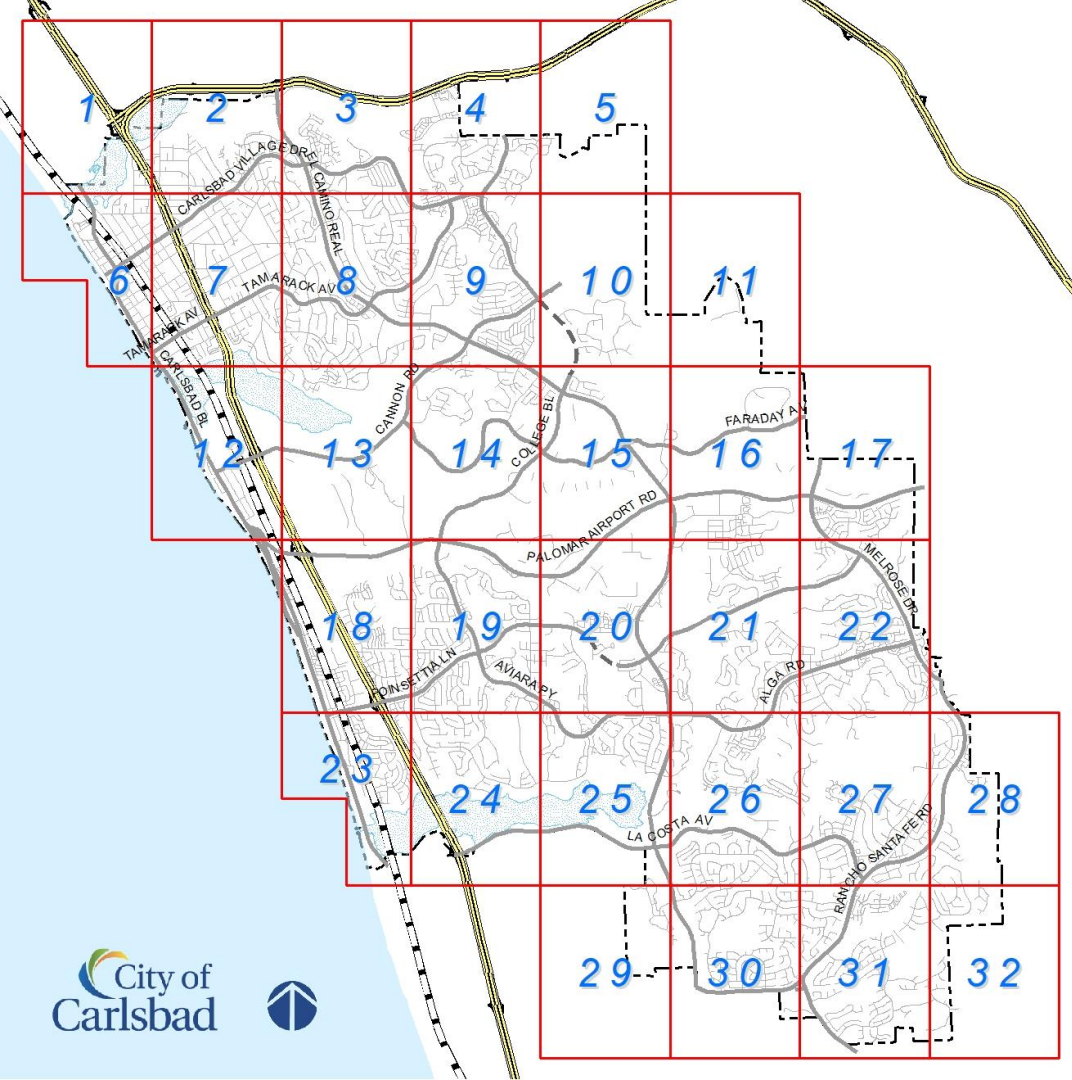 1
2
3
4
5
CARLSBAD VILLAGE DR
EL CAMINO REAL
6
7
8
9
10
11
TAMARACK AV
TAMARACK AV
CARLSBAD BL
CANNON RD
COLLEGE BL
FARADAY A
12
13
14
15
16
17
PALOMAR AIRPORT RD
MELROSE DR
18
19
20
21
22
POINSETTIA LN
AVIARA PY
ALGA RD
23
24
25
26
27
28
LA COSTA AV
RANCHO SANTA FE RD
29
30
31
32
City of
Carlsbad